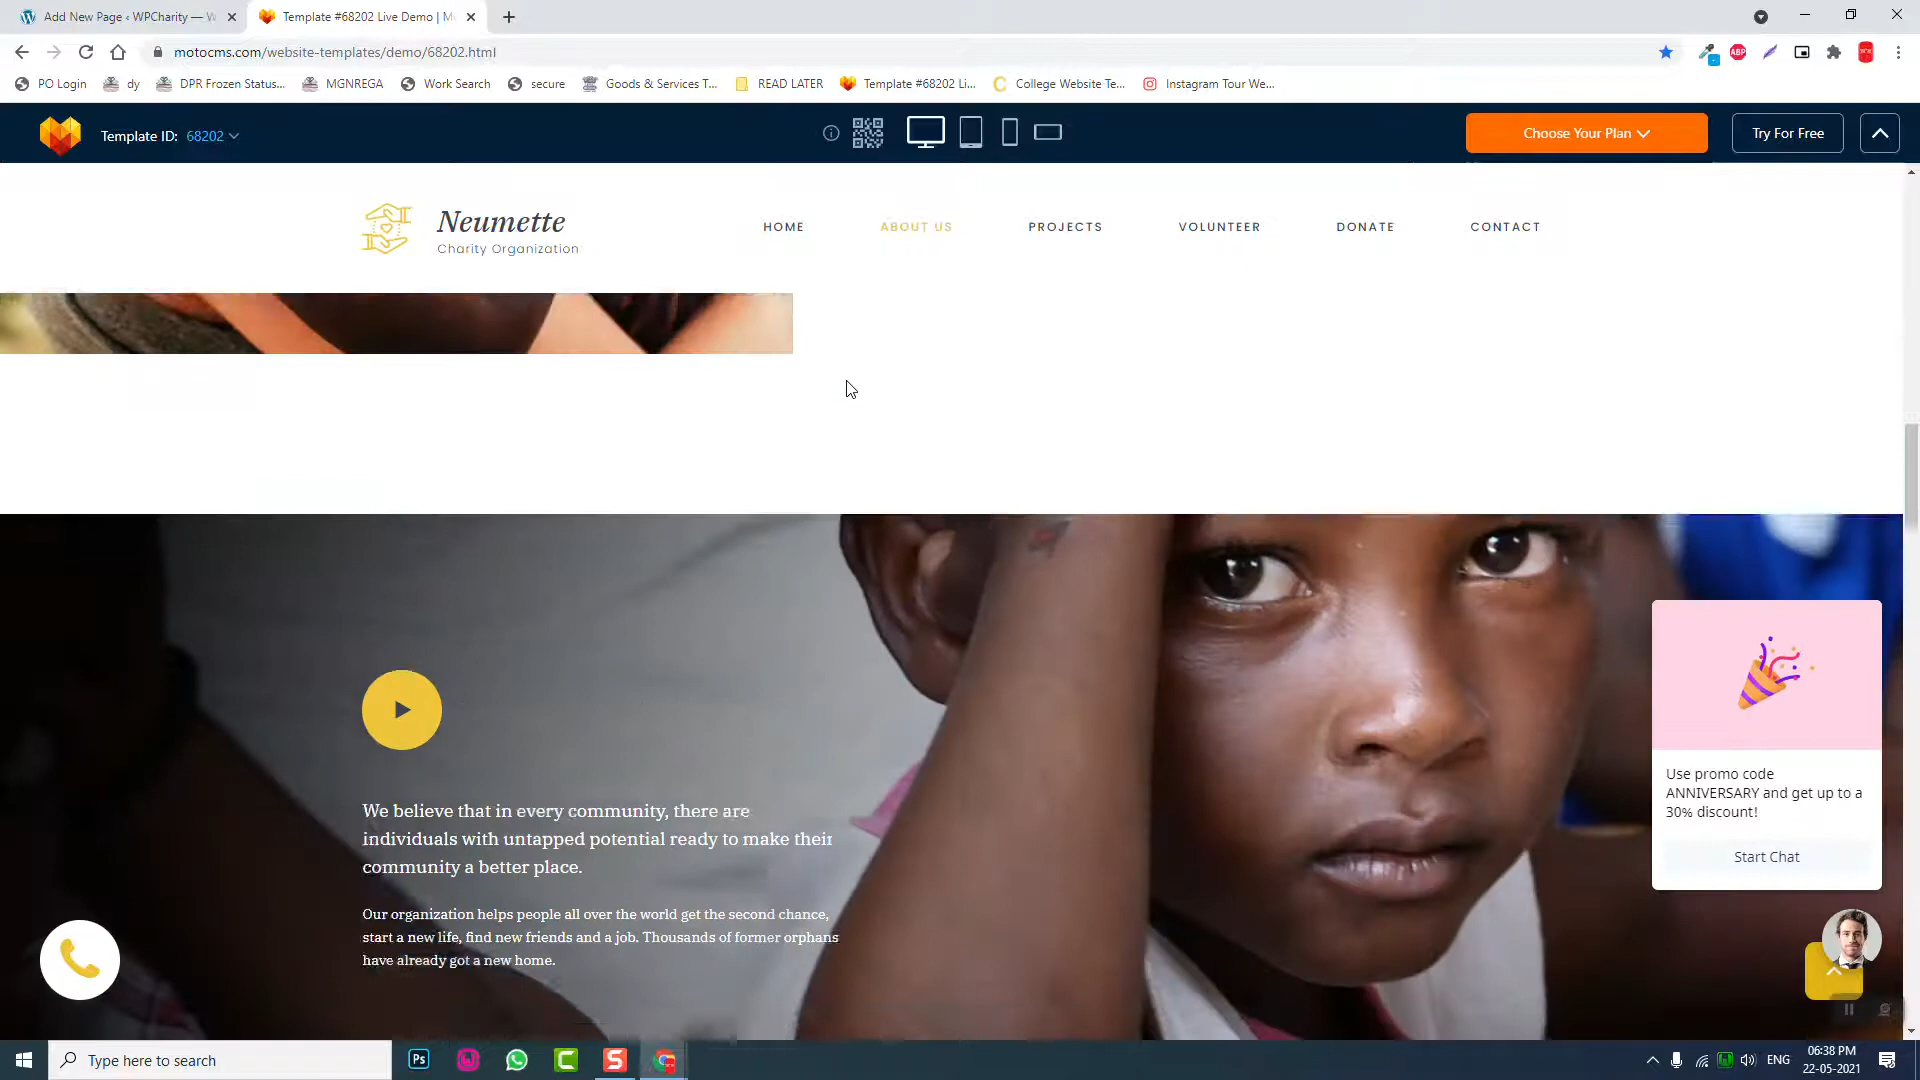 Add New Page ‹ WPCharity — W
Template #68202 Live Demo | M
motocms.com/website-templates/demo/68202.html
ABP
PO Login
dy
DPR Frozen Status...
MGNREGA
Work Search
secure
Goods & Services T...
READ LATER
Template #68202 Li...
College Website Te...
Instagram Tour We...
Template ID: 68202
Choose Your Plan
Try For Free
Neumette
Charity Organization
HOME
ABOUT US
PROJECTS
VOLUNTEER
DONATE
CONTACT
We believe that in every community, there are
individuals with untapped potential ready to make their
community a better place.
Our organization helps people all over the world get the second chance,
start a new life, find new friends and a job. Thousands of former orphans
have already got a new home.
Use promo code
ANNIVERSARY and get up to a
30% discount!
Start Chat
Type here to search
Ps
ENG
06:38 PM
22-05-2021